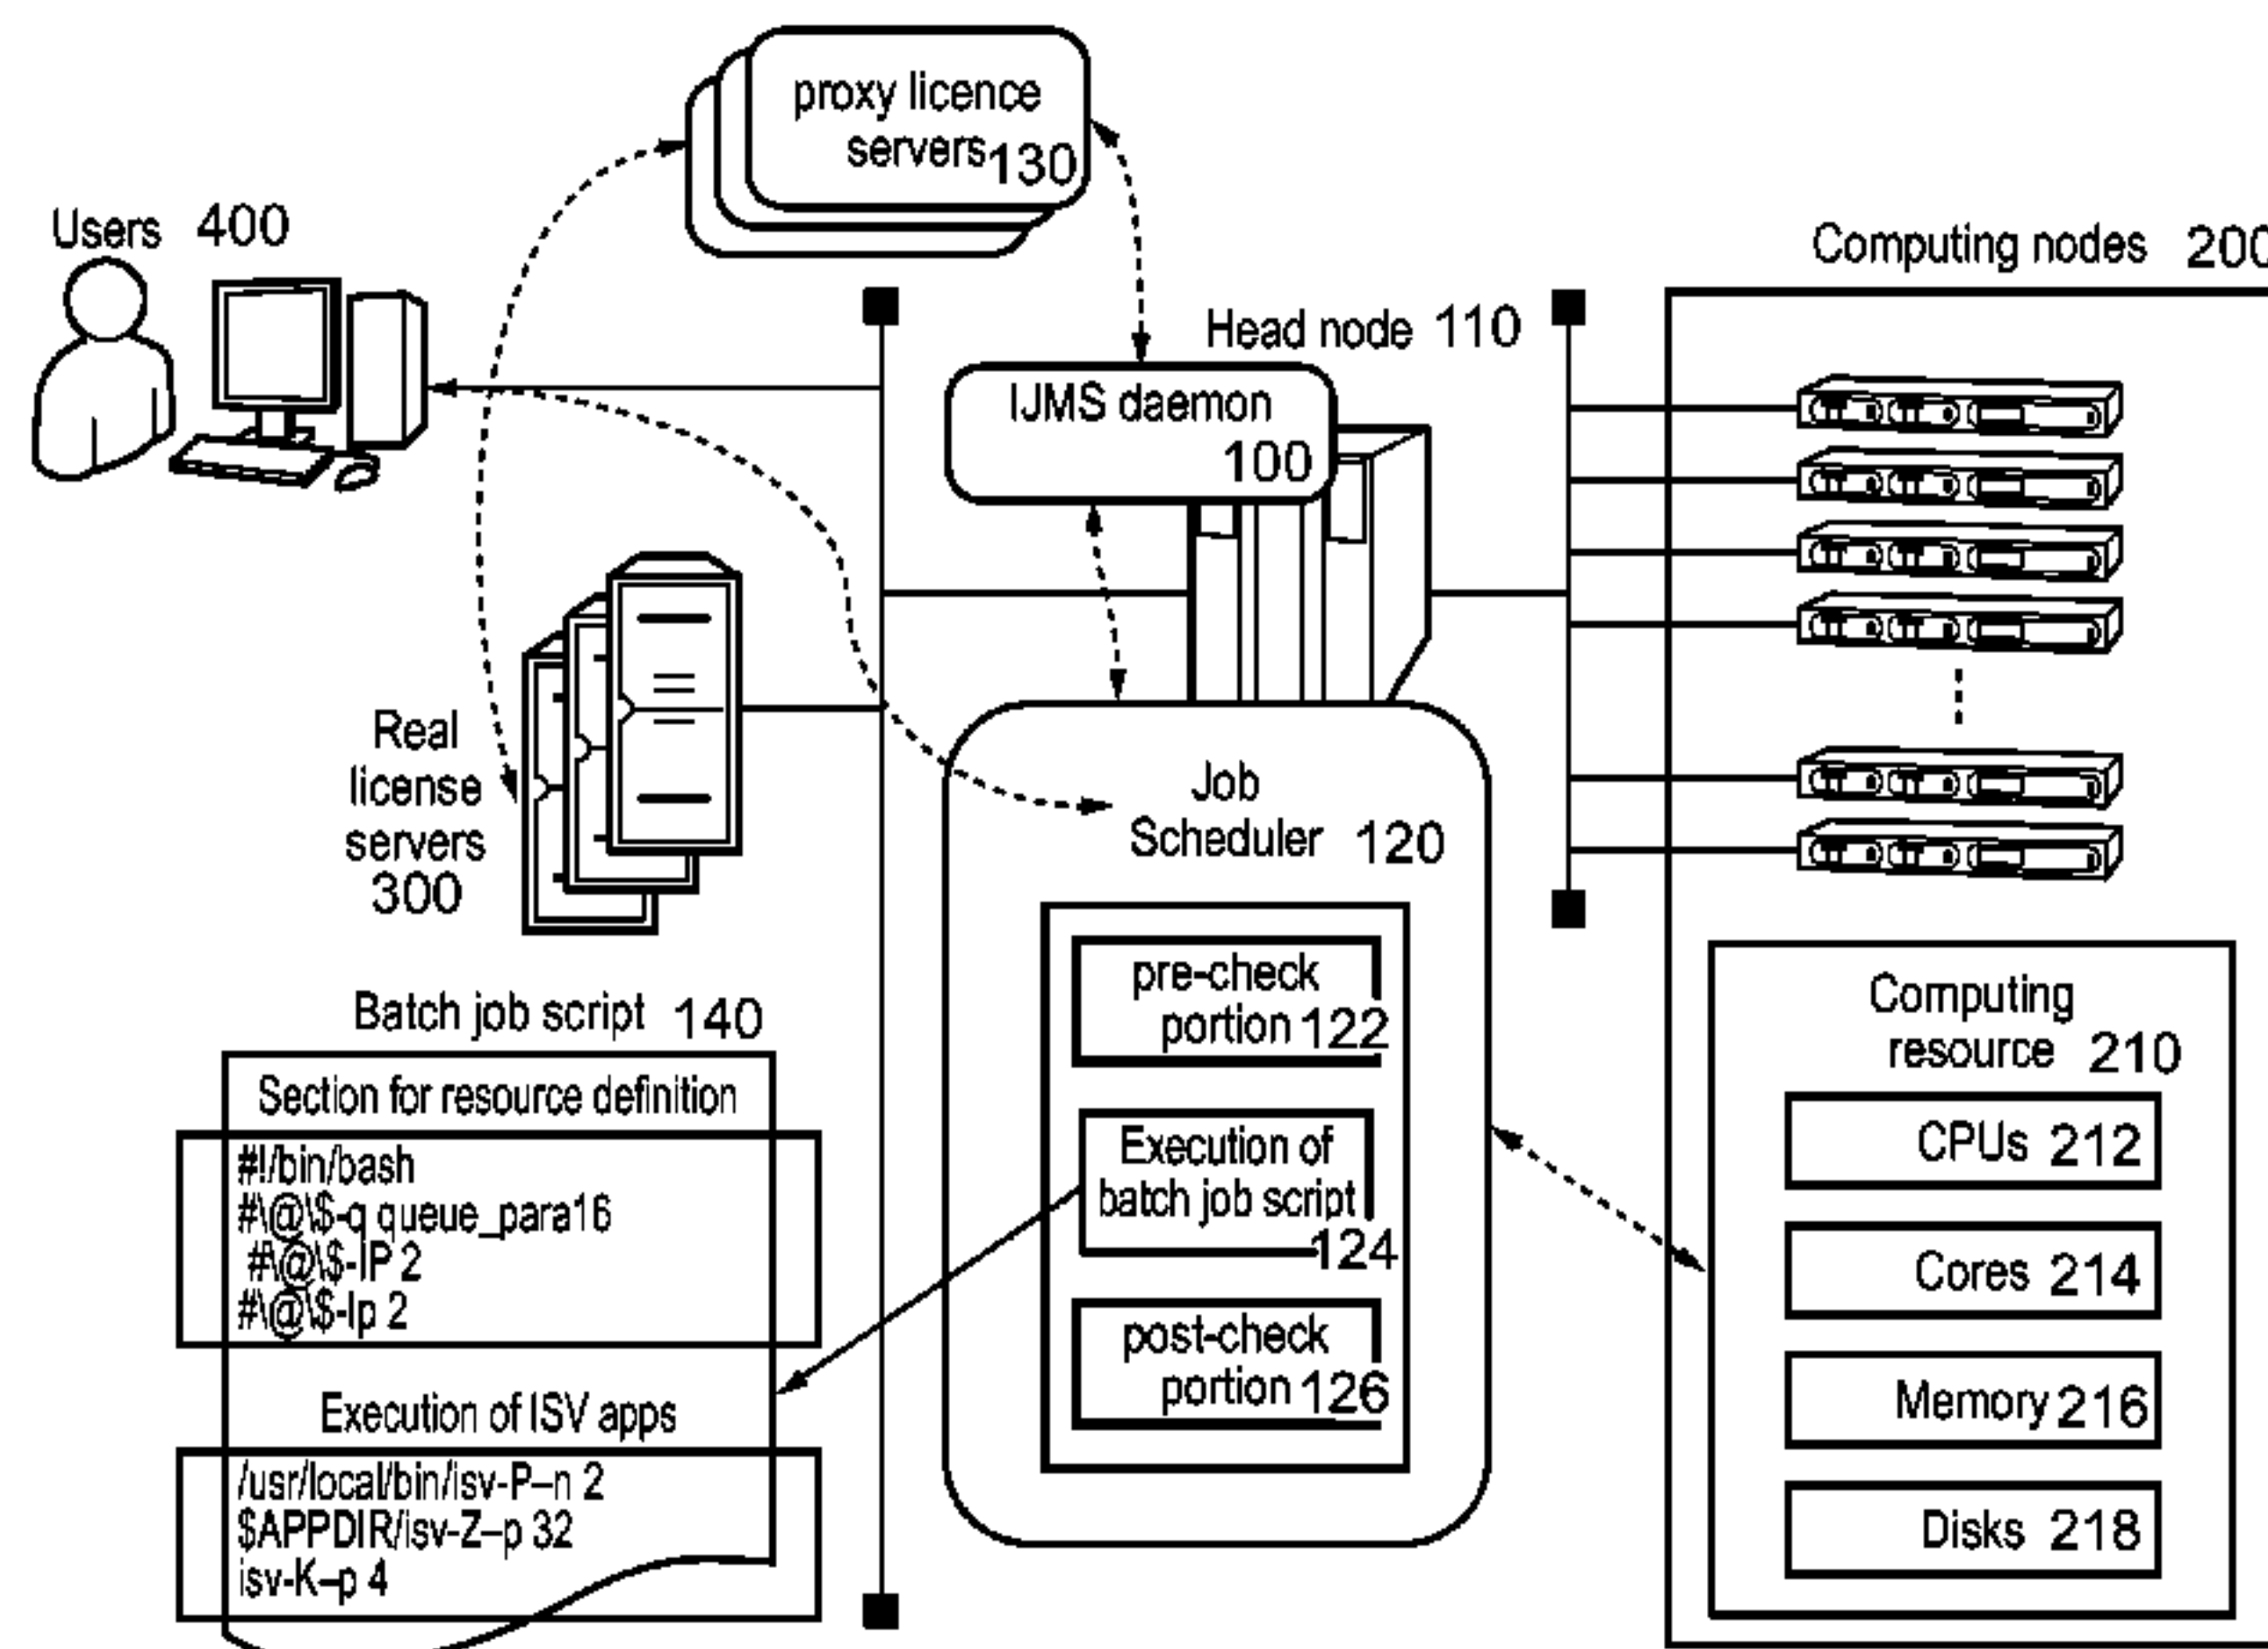 proxy licence
servers 130
Users 400
Computing nodes 200
Head node 110
IJMS daemon
100
Real
license
servers
300
Job
Scheduler 120
pre-check
portion 122
Execution of
batch job script
124
post-check
portion 126
Batch job script 140
Section for resource definition
#!/bin/bash
#\@\$-q queue_para16
#\@\$-lP 2
#\@\$-lp 2
Execution of ISV apps
/usr/local/bin/isv-P–n 2
$APPDIR/isv-Z–p 32
isv-K–p 4
Computing
resource 210
CPUs 212
Cores 214
Memory 216
Disks 218